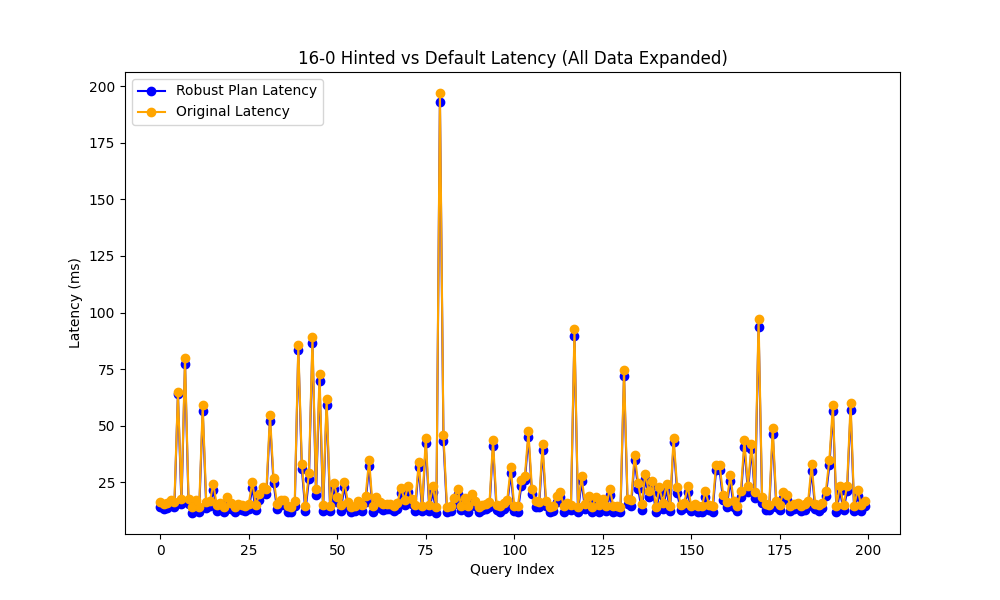 16-0 Hinted vs Default Latency (All Data Expanded)
Robust Plan Latency
Original Latency
Latency (ms)
200
175
150
125
100
75
50
25
0 25 50 75 100 125 150 175 200
Query Index